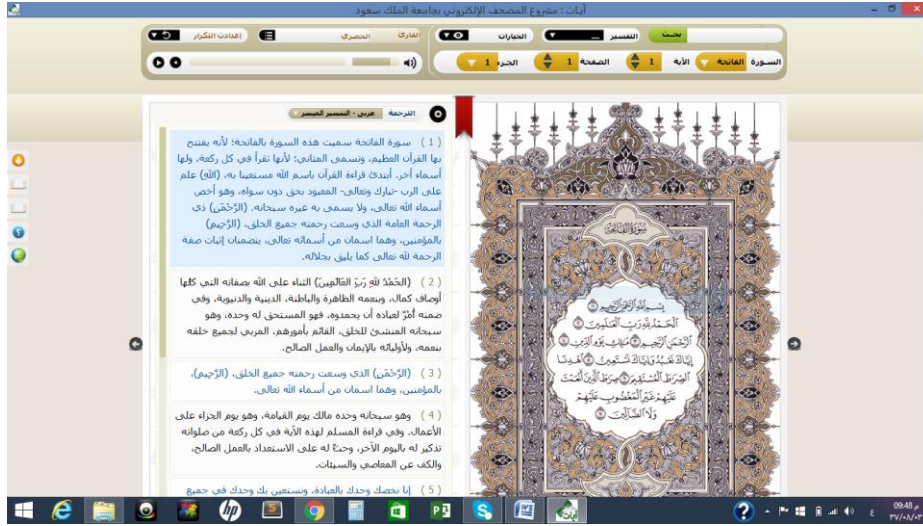 آيات : مشروع المصحف الإلكتروني بجامعة الملك سعود
بحث
التفسير
الخيارات
القارئ
الحصري
إعدادت التكرار
السورة الفاتحة
الآية 1
الصفحة 1
الجزء 1
الترجمة عربي - التفسير الميسر
( 1 ) سورة الفاتحة سميت هذه السورة بالفاتحة؛ لأنه يفتتح
بها القرآن العظيم، وتسمى المثاني؛ لأنها تقرأ في كل ركعة، ولها
أسماء أخر. أبتدئ قراءة القرآن باسم الله مستعينا به، (اللهِ) علم
على الرب -تبارك وتعالى- المعبود بحق دون سواه، وهو أخص
أسماء الله تعالى، ولا يسمى به غيره سبحانه. (الرَّحْمَنِ) ذي
الرحمة العامة الذي وسعت رحمته جميع الخلق، (الرَّحِيمِ)
بالمؤمنين، وهما اسمان من أسمائه تعالى، يتضمنان إثبات صفة
الرحمة لله تعالى كما يليق بجلاله.
( 2 ) (الحَمْدُ للهِ رَبِّ العَالَمِينَ) الثناء على الله بصفاته التي كلُّها
أوصاف كمال، وبنعمه الظاهرة والباطنة، الدينية والدنيوية، وفي
ضمنه أَمْرٌ لعباده أن يحمدوه، فهو المستحق له وحده، وهو
سبحانه المنشئ للخلق، القائم بأمورهم، المربي لجميع خلقه
بنعمه، ولأوليائه بالإيمان والعمل الصالح.
( 3 ) (الرَّحْمَنِ) الذي وسعت رحمته جميع الخلق، (الرَّحِيمِ)،
بالمؤمنين، وهما اسمان من أسماء الله تعالى.
( 4 ) وهو سبحانه وحده مالك يوم القيامة، وهو يوم الجزاء على
الأعمال. وفي قراءة المسلم لهذه الآية في كل ركعة من صلواته
تذكير له باليوم الآخر، وحثٌّ له على الاستعداد بالعمل الصالح،
والكف عن المعاصي والسيئات.
( 5 ) إنا نخصك وحدك بالعبادة، ونستعين بك وحدك في جميع
سُورَةُ الفَاتِحَةِ
بِسْمِ اللَّهِ الرَّحْمَٰنِ الرَّحِيمِ ١
الْحَمْدُ لِلَّهِ رَبِّ الْعَالَمِينَ ٢
الرَّحْمَٰنِ الرَّحِيمِ ٣ مَالِكِ يَوْمِ الدِّينِ ٤
إِيَّاكَ نَعْبُدُ وَإِيَّاكَ نَسْتَعِينُ ٥ اهْدِنَا
الصِّرَاطَ الْمُسْتَقِيمَ ٦ صِرَاطَ الَّذِينَ أَنْعَمْتَ
عَلَيْهِمْ غَيْرِ الْمَغْضُوبِ عَلَيْهِمْ
وَلَا الضَّالِّينَ ٧
09:48